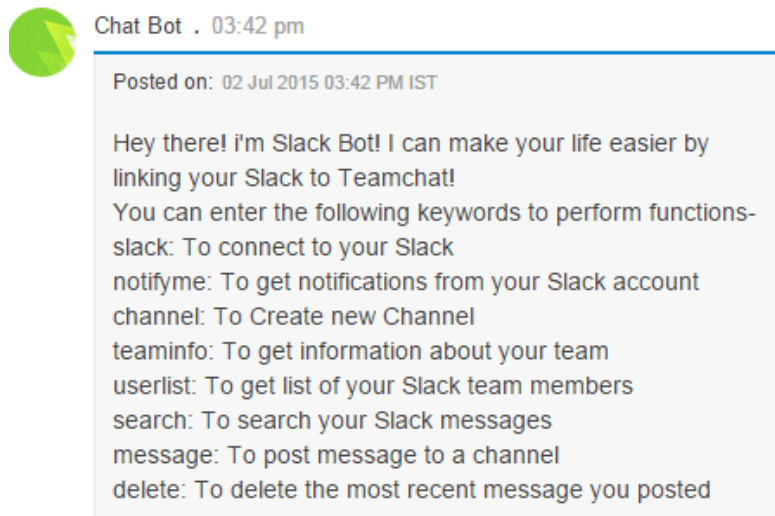 Chat Bot . 03:42 pm
Posted on: 02 Jul 2015 03:42 PM IST
Hey there! i'm Slack Bot! I can make your life easier by
linking your Slack to Teamchat!
You can enter the following keywords to perform functions-
slack: To connect to your Slack
notifyme: To get notifications from your Slack account
channel: To Create new Channel
teaminfo: To get information about your team
userlist: To get list of your Slack team members
search: To search your Slack messages
message: To post message to a channel
delete: To delete the most recent message you posted